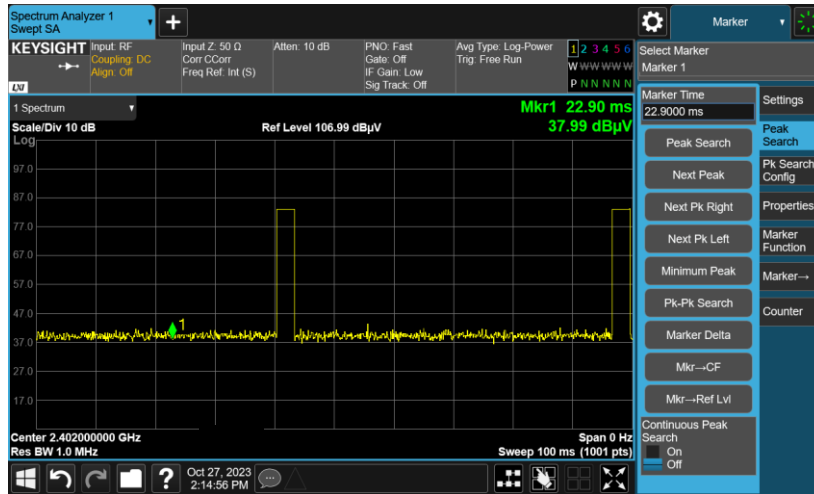 Spectrum Analyzer 1
Swept SA
+
Marker
KEYSIGHT
Input: RF
Coupling: DC
Align: Off
Input Z: 50 Ω
Corr CCorr
Freq Ref: Int (S)
Atten: 10 dB
PNO: Fast
Gate: Off
IF Gain: Low
Sig Track: Off
Avg Type: Log-Power
Trig: Free Run
1 2 3 4 5 6
W W W W W W
P N N N N N
LXI
Select Marker
Marker 1
1 Spectrum
Mkr1 22.90 ms
37.99 dBµV
Scale/Div 10 dB
Ref Level 106.99 dBµV
Log
97.0
87.0
77.0
67.0
57.0
47.0
37.0
27.0
17.0
1
Center 2.402000000 GHz
Res BW 1.0 MHz
Span 0 Hz
Sweep 100 ms (1001 pts)
Marker Time
22.9000 ms
Peak Search
Next Peak
Next Pk Right
Next Pk Left
Minimum Peak
Pk-Pk Search
Marker Delta
Mkr→CF
Mkr→Ref Lvl
Continuous Peak
Search
On
Off
Settings
Peak
Search
Pk Search
Config
Properties
Marker
Function
Marker→
Counter
?
Oct 27, 2023
2:14:56 PM